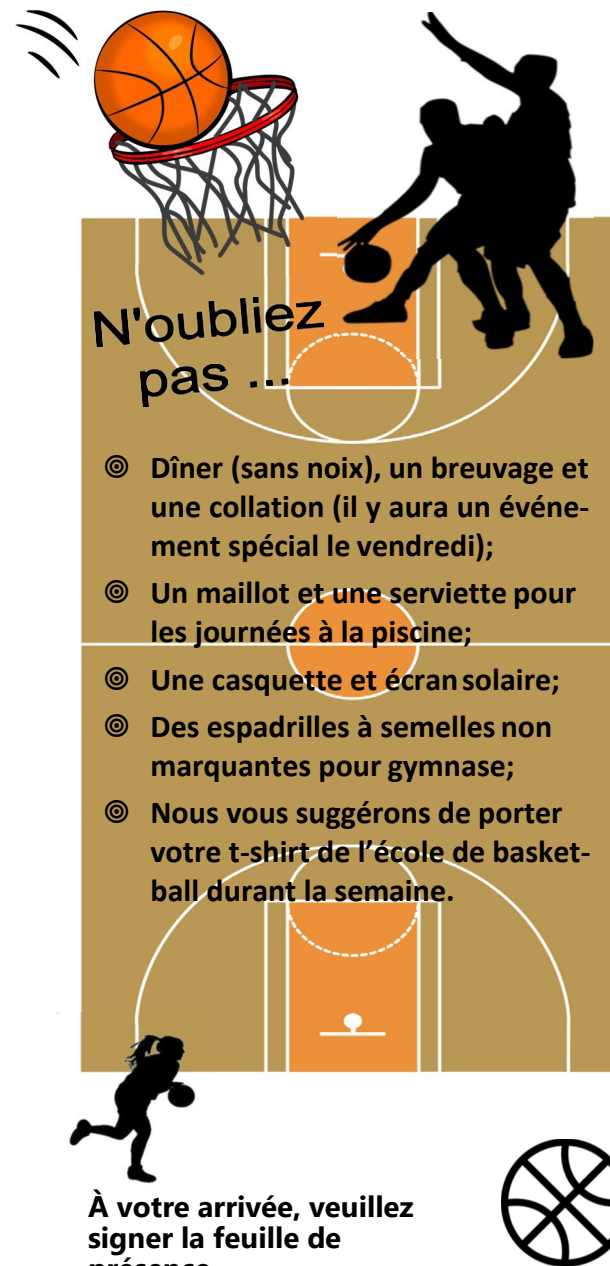 N'oubliez
pas ...
⦾ Dîner (sans noix), un breuvage et
une collation (il y aura un événe-
ment spécial le vendredi);
⦾ Un maillot et une serviette pour
les journées à la piscine;
⦾ Une casquette et écran solaire;
⦾ Des espadrilles à semelles non
marquantes pour gymnase;
⦾ Nous vous suggérons de porter
votre t-shirt de l’école de basket-
ball durant la semaine.
À votre arrivée, veuillez
signer la feuille de
présence